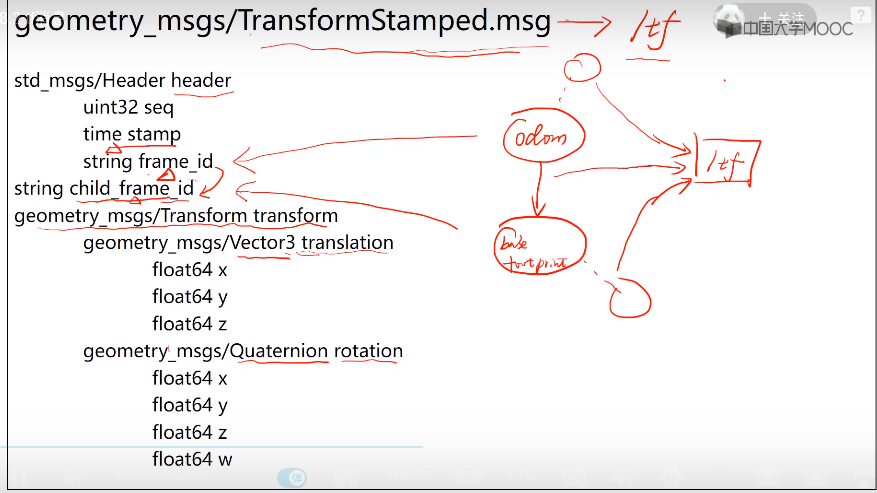 geometry_msgs/TransformStamped.msg
/tf
中国大学MOOC
关注
std_msgs/Header header
uint32 seq
time stamp
string frame_id
string child_frame_id
geometry_msgs/Transform transform
geometry_msgs/Vector3 translation
float64 x
float64 y
float64 z
geometry_msgs/Quaternion rotation
float64 x
float64 y
float64 z
float64 w
odom
/tf
base
footprint
弹